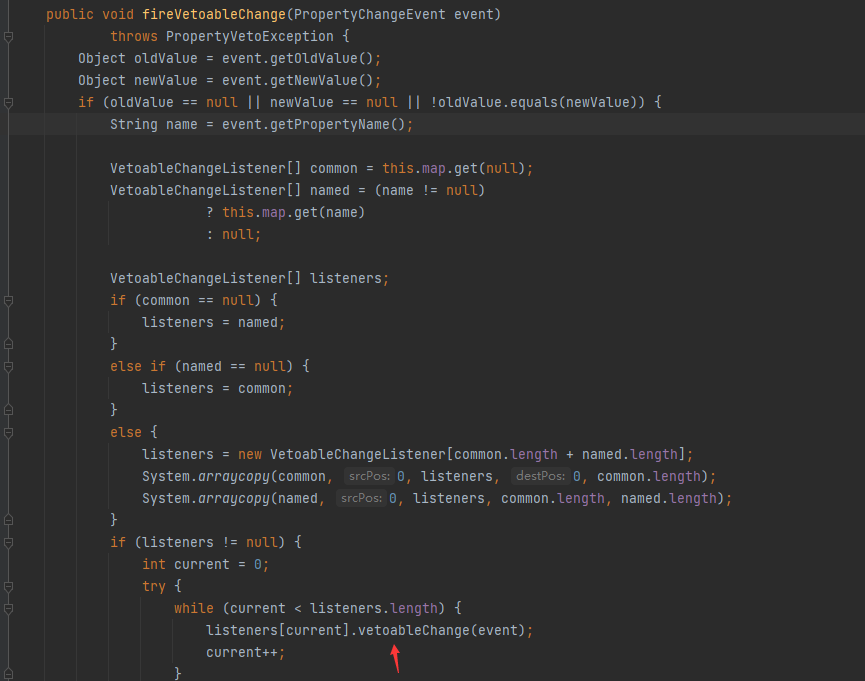 public void fireVetoableChange(PropertyChangeEvent event)
throws PropertyVetoException {
Object oldValue = event.getOldValue();
Object newValue = event.getNewValue();
if (oldValue == null || newValue == null || !oldValue.equals(newValue)) {
String name = event.getPropertyName();
VetoableChangeListener[] common = this.map.get(null);
VetoableChangeListener[] named = (name != null)
? this.map.get(name)
: null;
VetoableChangeListener[] listeners;
if (common == null) {
listeners = named;
}
else if (named == null) {
listeners = common;
}
else {
listeners = new VetoableChangeListener[common.length + named.length];
System.arraycopy(common, srcPos: 0, listeners, destPos: 0, common.length);
System.arraycopy(named, srcPos: 0, listeners, common.length, named.length);
}
if (listeners != null) {
int current = 0;
try {
while (current < listeners.length) {
listeners[current].vetoableChange(event);
current++;
}